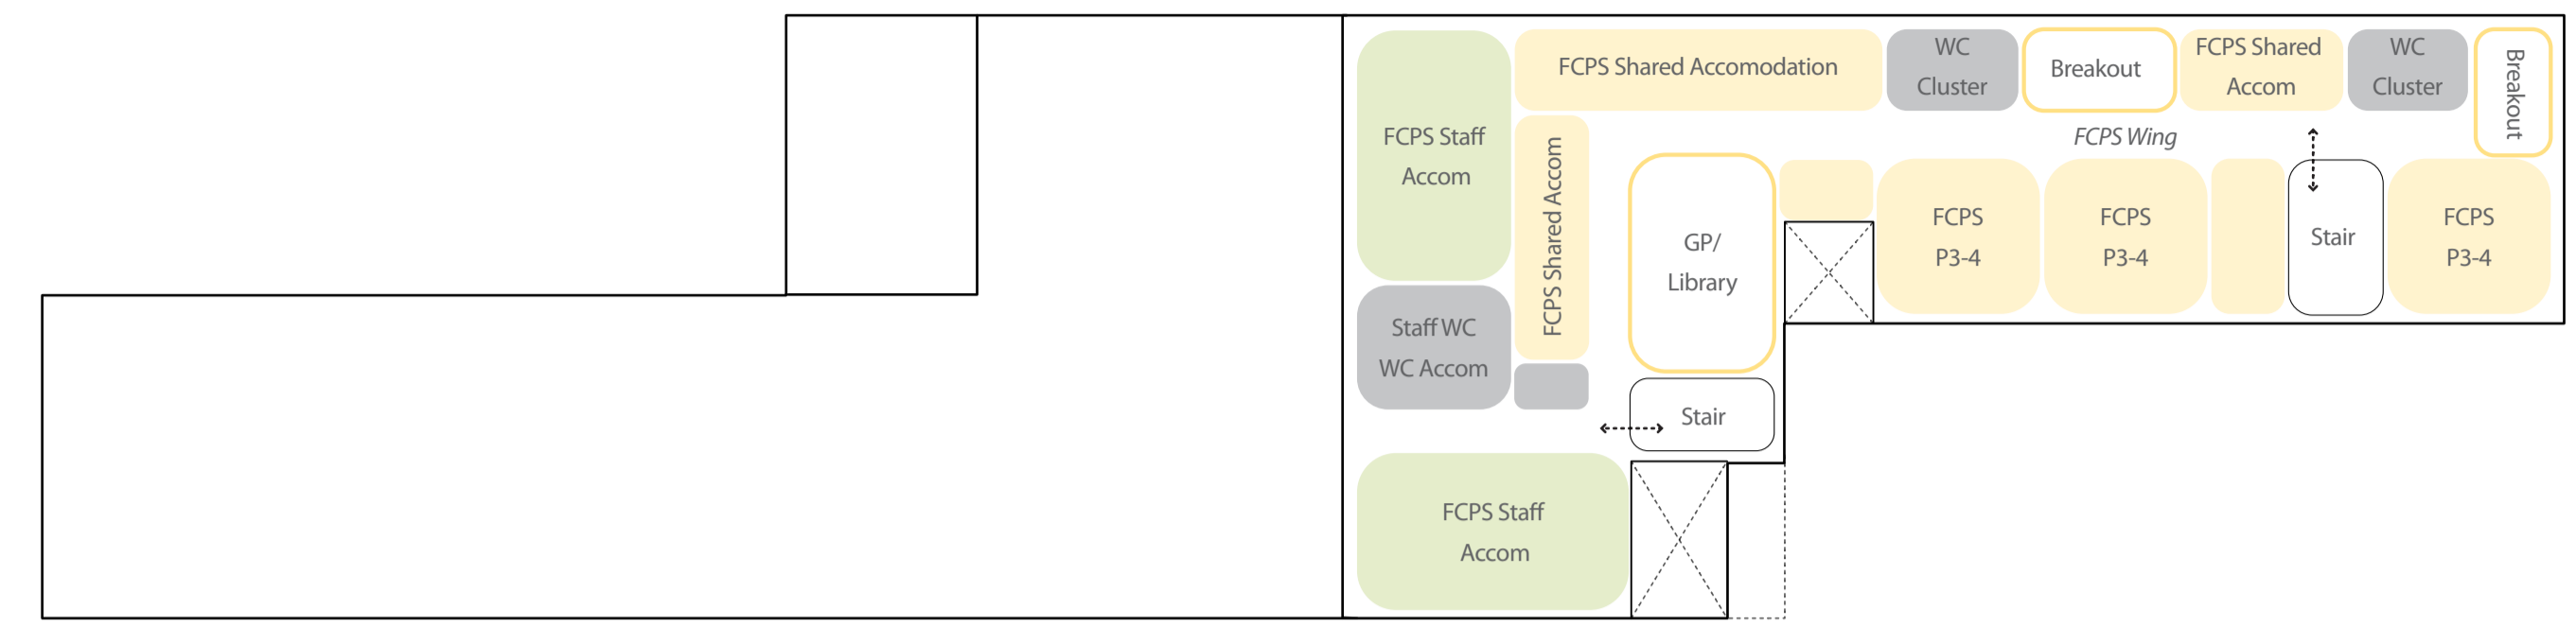 FCPS Staff
Accom
FCPS Shared Accomodation
WC
Cluster
Breakout
FCPS Shared
Accom
WC
Cluster
Breakout
FCPS Wing
FCPS Shared Accom
GP/
Library
FCPS
P3-4
FCPS
P3-4
Stair
FCPS
P3-4
Staff WC
WC Accom
Stair
FCPS Staff
Accom